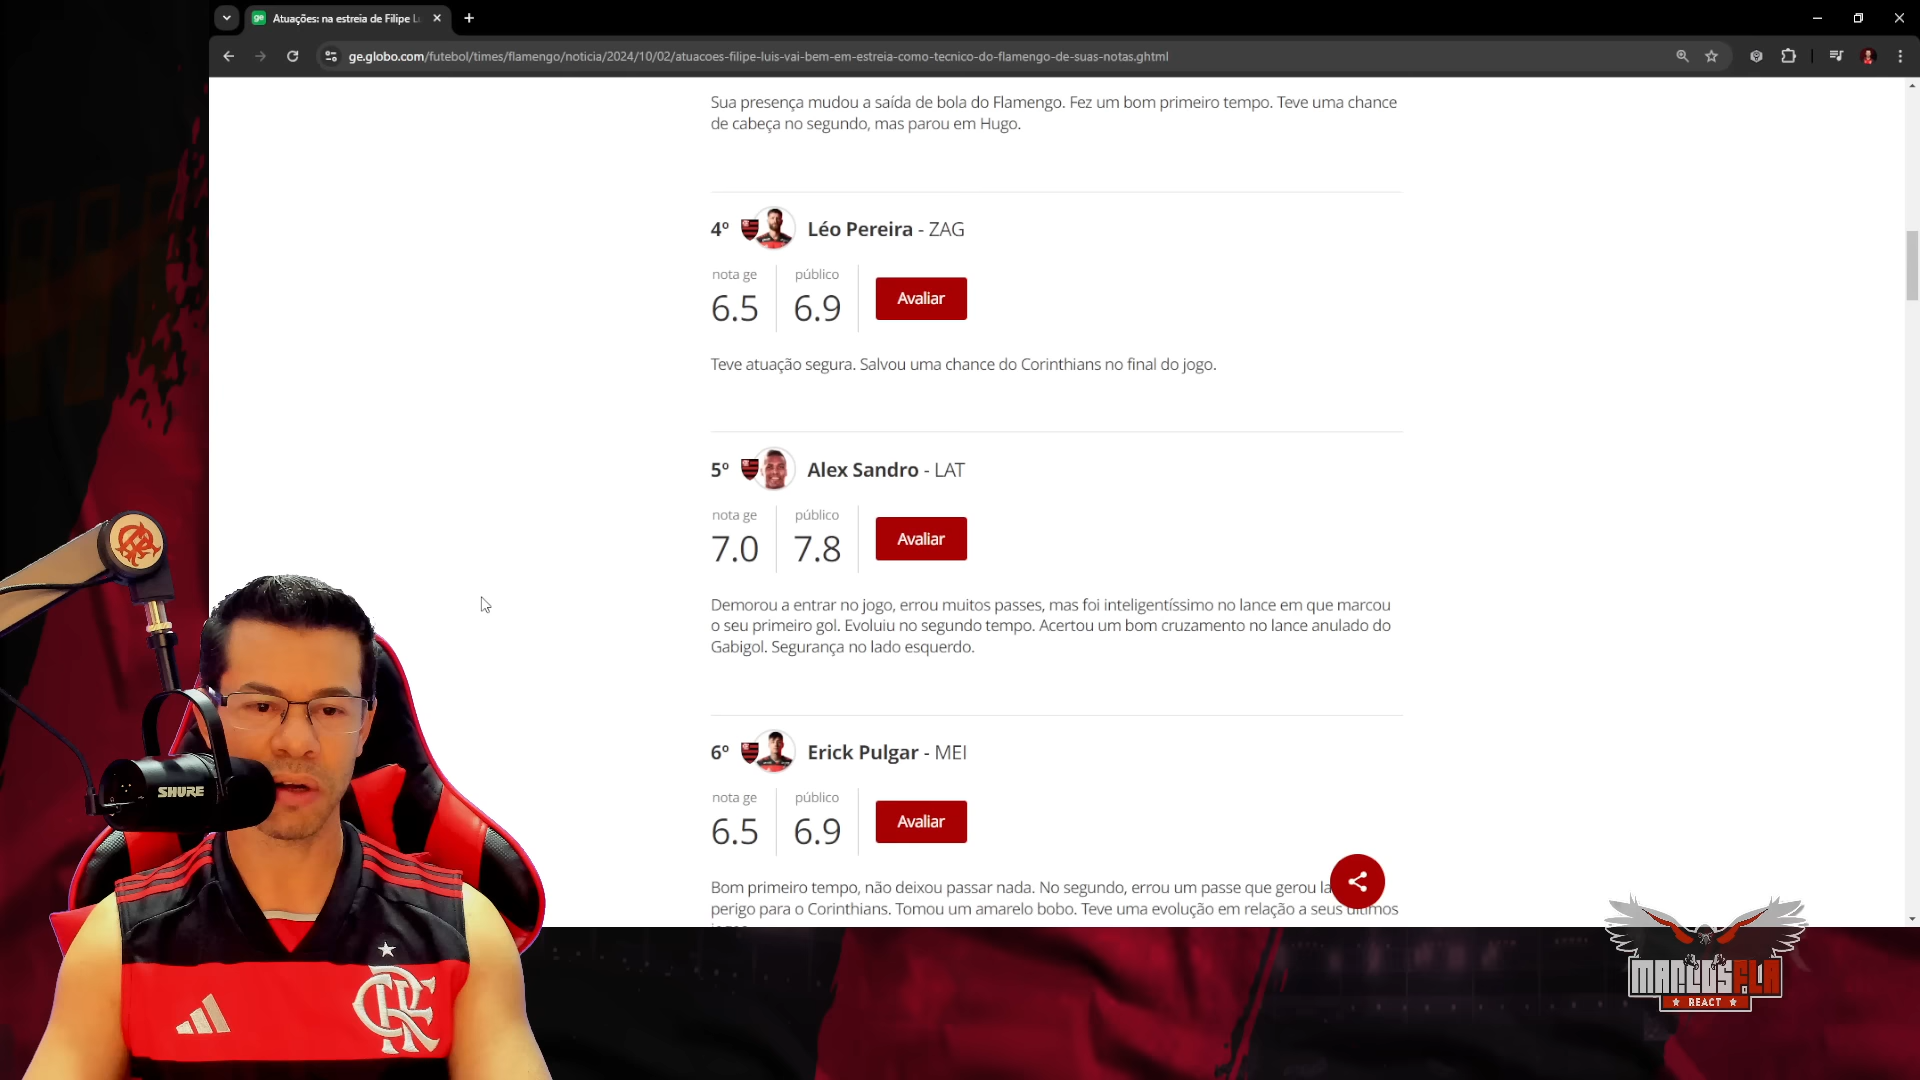 Atuações: na estreia de Filipe L
ge.globo.com/futebol/times/flamengo/noticia/2024/10/02/atuacoes-filipe-luis-vai-bem-em-estreia-como-tecnico-do-flamengo-de-suas-notas.ghtml
Sua presença mudou a saída de bola do Flamengo. Fez um bom primeiro tempo. Teve uma chance
de cabeça no segundo, mas parou em Hugo.
4º Léo Pereira - ZAG
nota ge público
6.5 6.9 Avaliar
Teve atuação segura. Salvou uma chance do Corinthians no final do jogo.
5º Alex Sandro - LAT
nota ge público
7.0 7.8 Avaliar
Demorou a entrar no jogo, errou muitos passes, mas foi inteligentíssimo no lance em que marcou
o seu primeiro gol. Evoluiu no segundo tempo. Acertou um bom cruzamento no lance anulado do
Gabigol. Segurança no lado esquerdo.
6º Erick Pulgar - MEI
nota ge público
6.5 6.9 Avaliar
Bom primeiro tempo, não deixou passar nada. No segundo, errou um passe que gerou
perigo para o Corinthians. Tomou um amarelo bobo. Teve uma evolução em relação a seus últimos
SHURE
CRF
REACT